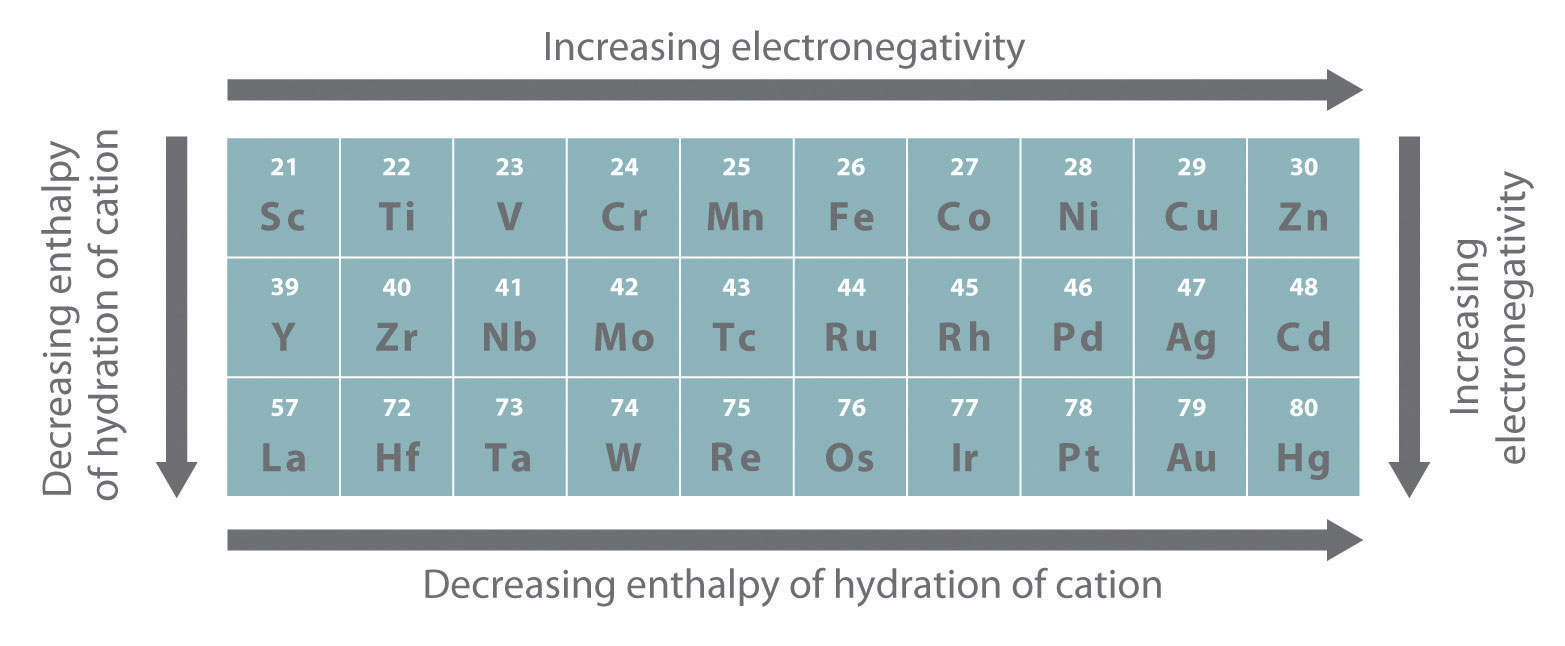 Increasing electronegativity
Decreasing enthalpy
of hydration of cation
21 22 23 24 25 26 27 28 29 30
Sc Ti V Cr Mn Fe Co Ni Cu Zn
39 40 41 42 43 44 45 46 47 48
Y Zr Nb Mo Tc Ru Rh Pd Ag Cd
57 72 73 74 75 76 77 78 79 80
La Hf Ta W Re Os Ir Pt Au Hg
Increasing
electronegativity
Decreasing enthalpy of hydration of cation